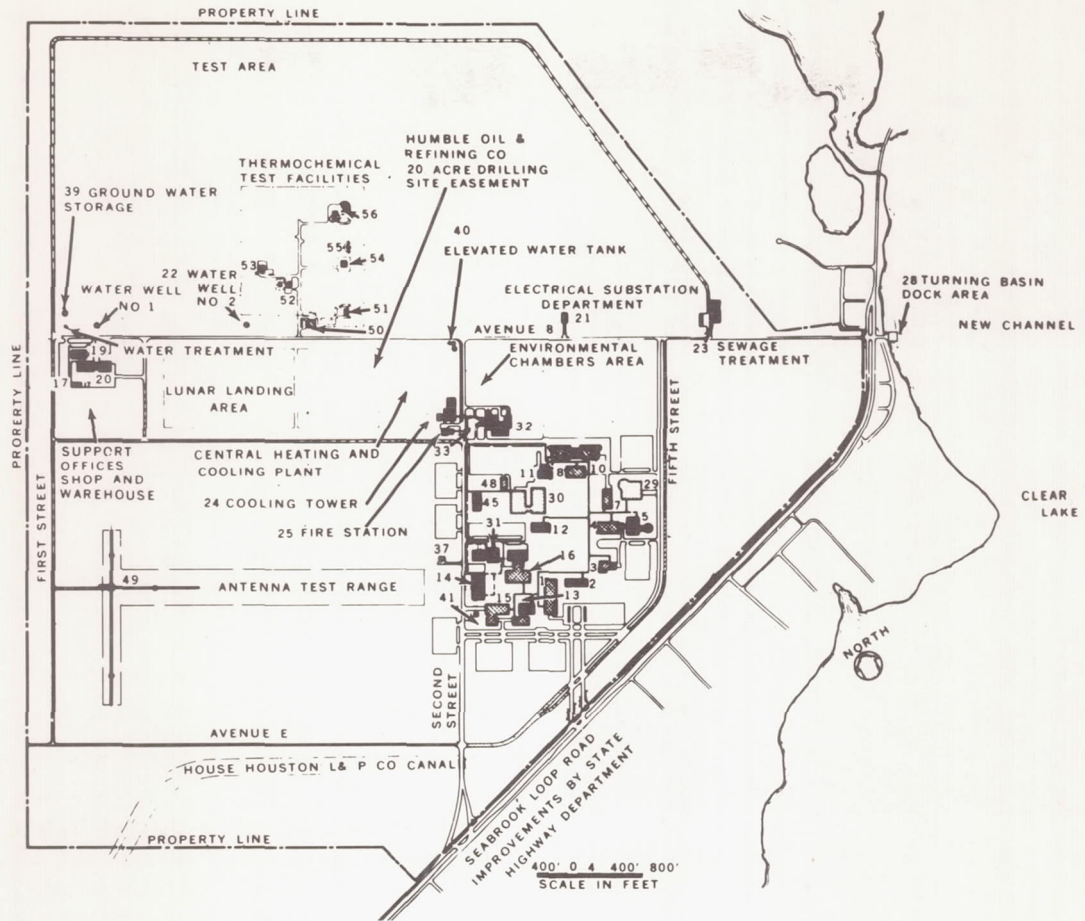 PROPERTY LINE
TEST AREA
HUMBLE OIL &
REFINING CO
20 ACRE DRILLING
SITE EASEMENT
THERMOCHEMICAL
TEST FACILITIES
39 GROUND WATER
STORAGE
56
40
ELEVATED WATER TANK
55
54
53
22 WATER
WELL
NO 2
WATER WELL
NO 1
52
51
50
ELECTRICAL SUBSTATION
DEPARTMENT
21
28 TURNING BASIN
DOCK AREA
NEW CHANNEL
AVENUE 8
WATER TREATMENT
ENVIRONMENTAL
CHAMBERS AREA
23 SEWAGE
TREATMENT
19
20
17
LUNAR LANDING
AREA
PRORERTY LINE
FIRST STREET
FIFTH STREET
32
33
SUPPORT
OFFICES
SHOP AND
WAREHOUSE
CENTRAL HEATING AND
COOLING PLANT
24 COOLING TOWER
25 FIRE STATION
11
8
10
48
45
30
7
29
31
12
4
5
37
16
3
14
15
1
2
13
41
49
ANTENNA TEST RANGE
CLEAR
LAKE
NORTH
SECOND
STREET
AVENUE E
HOUSE HOUSTON L& P CO CANAL
SEABROOK LOOP ROAD
IMPROVEMENTS BY STATE
HIGHWAY DEPARTMENT
PROPERTY LINE
400' 0 4 400' 800'
SCALE IN FEET